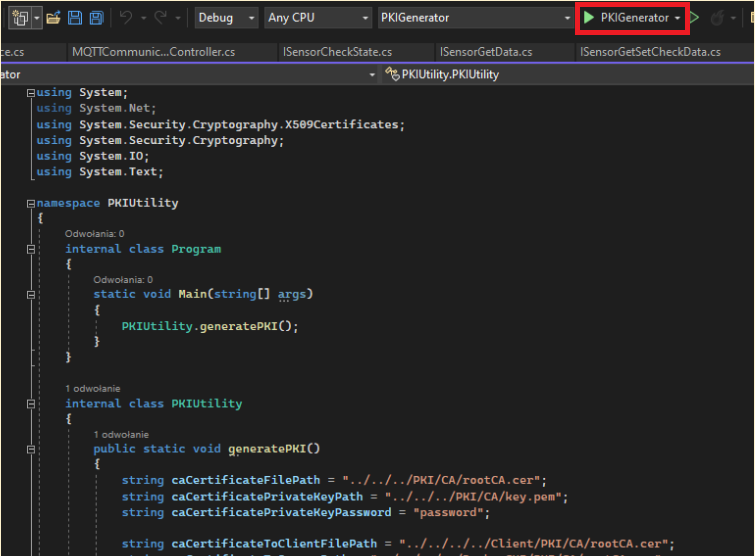 Debug Any CPU PKIGenerator PKIGenerator
ce.cs MQTTCommunic...Controller.cs ISensorCheckState.cs ISensorGetData.cs ISensorGetSetCheckData.cs
ator PKIUtility.PKIUtility
using System;
using System.Net;
using System.Security.Cryptography.X509Certificates;
using System.Security.Cryptography;
using System.IO;
using System.Text;
namespace PKIUtility
{
Odwołania: 0
internal class Program
{
Odwołania: 0
static void Main(string[] args)
{
PKIUtility.generatePKI();
}
}
1 odwołanie
internal class PKIUtility
{
1 odwołanie
public static void generatePKI()
{
string caCertificateFilePath = "../../../PKI/CA/rootCA.cer";
string caCertificatePrivateKeyPath = "../../../PKI/CA/key.pem";
string caCertificatePrivateKeyPassword = "password";
string caCertificateToClientFilePath = "../../../../Client/PKI/CA/rootCA.cer";